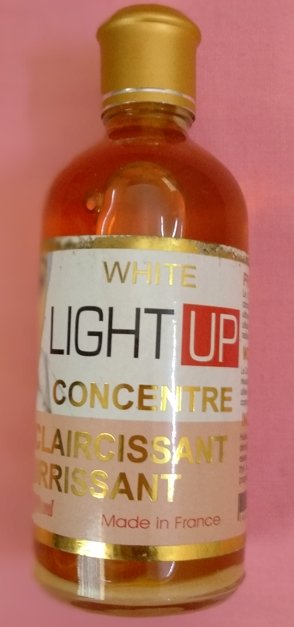 WHITE
LIGHT UP
CONCENTRE
CLAIRCISSANT
RRISSANT
Made in France